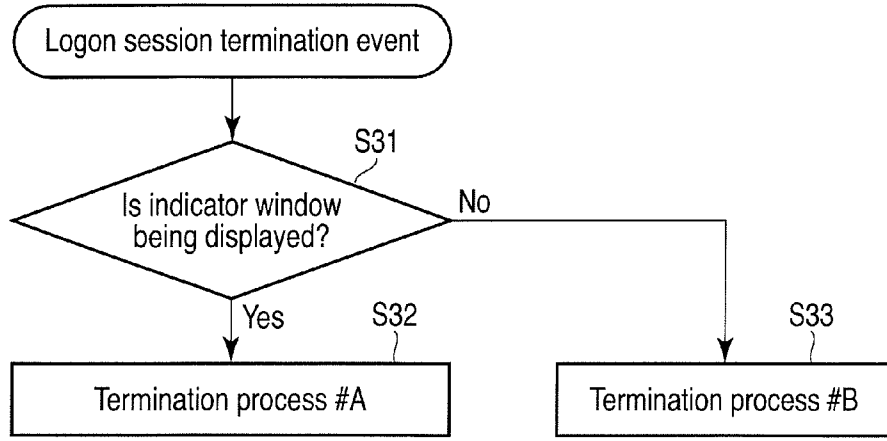 Logon session termination event
S31
Is indicator window
being displayed?
No
Yes
S32
Termination process #A
S33
Termination process #B